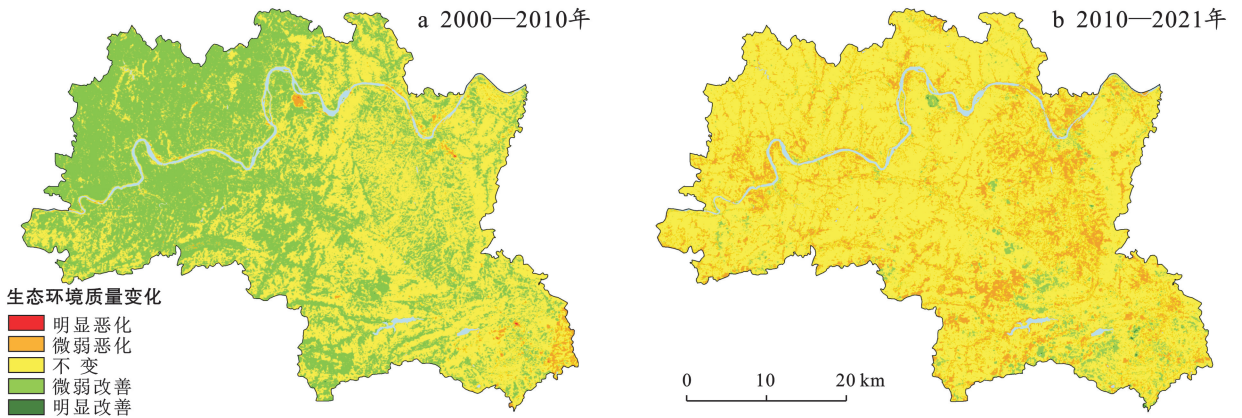 a 2000—2010年
b 2010—2021年
生态环境质量变化
明显恶化
微弱恶化
不变
微弱改善
明显改善
0 10 20 km